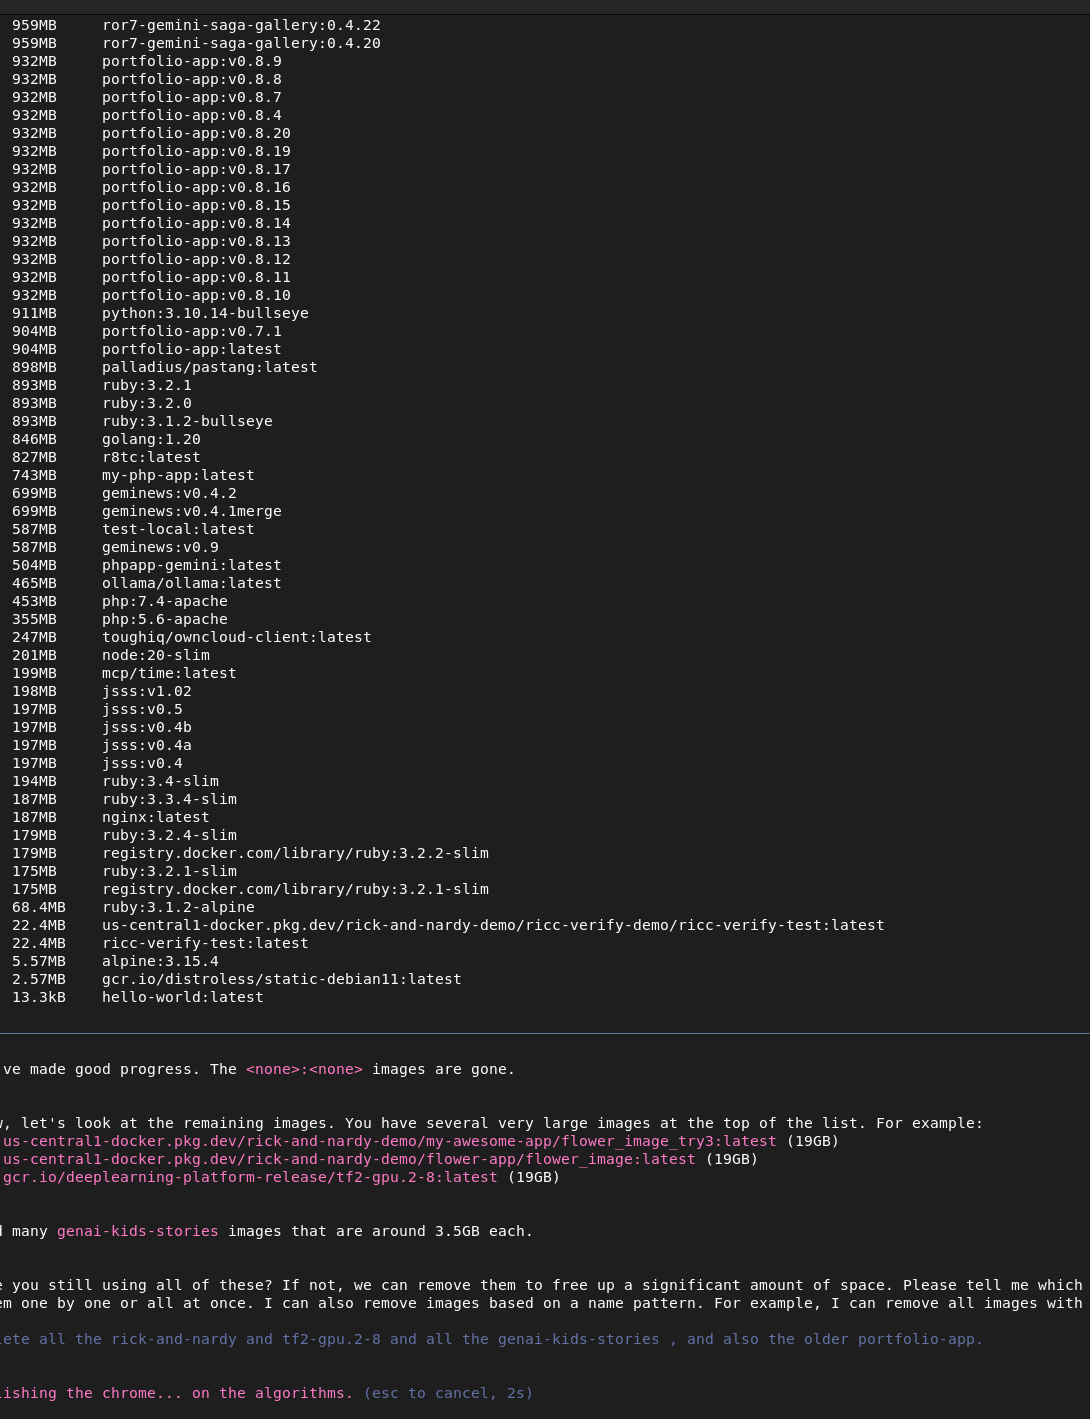 959MB ror7-gemini-saga-gallery:0.4.22
959MB ror7-gemini-saga-gallery:0.4.20
932MB portfolio-app:v0.8.9
932MB portfolio-app:v0.8.8
932MB portfolio-app:v0.8.7
932MB portfolio-app:v0.8.4
932MB portfolio-app:v0.8.20
932MB portfolio-app:v0.8.19
932MB portfolio-app:v0.8.17
932MB portfolio-app:v0.8.16
932MB portfolio-app:v0.8.15
932MB portfolio-app:v0.8.14
932MB portfolio-app:v0.8.13
932MB portfolio-app:v0.8.12
932MB portfolio-app:v0.8.11
932MB portfolio-app:v0.8.10
911MB python:3.10.14-bullseye
904MB portfolio-app:v0.7.1
904MB portfolio-app:latest
898MB palladius/pastang:latest
893MB ruby:3.2.1
893MB ruby:3.2.0
893MB ruby:3.1.2-bullseye
846MB golang:1.20
827MB r8tc:latest
743MB my-php-app:latest
699MB geminews:v0.4.2
699MB geminews:v0.4.1merge
587MB test-local:latest
587MB geminews:v0.9
504MB phpapp-gemini:latest
465MB ollama/ollama:latest
453MB php:7.4-apache
355MB php:5.6-apache
247MB toughiq/owncloud-client:latest
201MB node:20-slim
199MB mcp/time:latest
198MB jsss:v1.02
197MB jsss:v0.5
197MB jsss:v0.4b
197MB jsss:v0.4a
197MB jsss:v0.4
194MB ruby:3.4-slim
187MB ruby:3.3.4-slim
187MB nginx:latest
179MB ruby:3.2.4-slim
179MB registry.docker.com/library/ruby:3.2.2-slim
175MB ruby:3.2.1-slim
175MB registry.docker.com/library/ruby:3.2.1-slim
68.4MB ruby:3.1.2-alpine
22.4MB us-central1-docker.pkg.dev/rick-and-nardy-demo/ricc-verify-demo/ricc-verify-test:latest
22.4MB ricc-verify-test:latest
5.57MB alpine:3.15.4
2.57MB gcr.io/distroless/static-debian11:latest
13.3kB hello-world:latest
ve made good progress. The <none>:<none> images are gone.
, let's look at the remaining images. You have several very large images at the top of the list. For example:
us-central1-docker.pkg.dev/rick-and-nardy-demo/my-awesome-app/flower_image_try3:latest (19GB)
us-central1-docker.pkg.dev/rick-and-nardy-demo/flower-app/flower_image:latest (19GB)
gcr.io/deeplearning-platform-release/tf2-gpu.2-8:latest (19GB)
many genai-kids-stories images that are around 3.5GB each.
e you still using all of these? If not, we can remove them to free up a significant amount of space. Please tell me which
em one by one or all at once. I can also remove images based on a name pattern. For example, I can remove all images with
lete all the rick-and-nardy and tf2-gpu.2-8 and all the genai-kids-stories , and also the older portfolio-app.
ishing the chrome... on the algorithms. (esc to cancel, 2s)